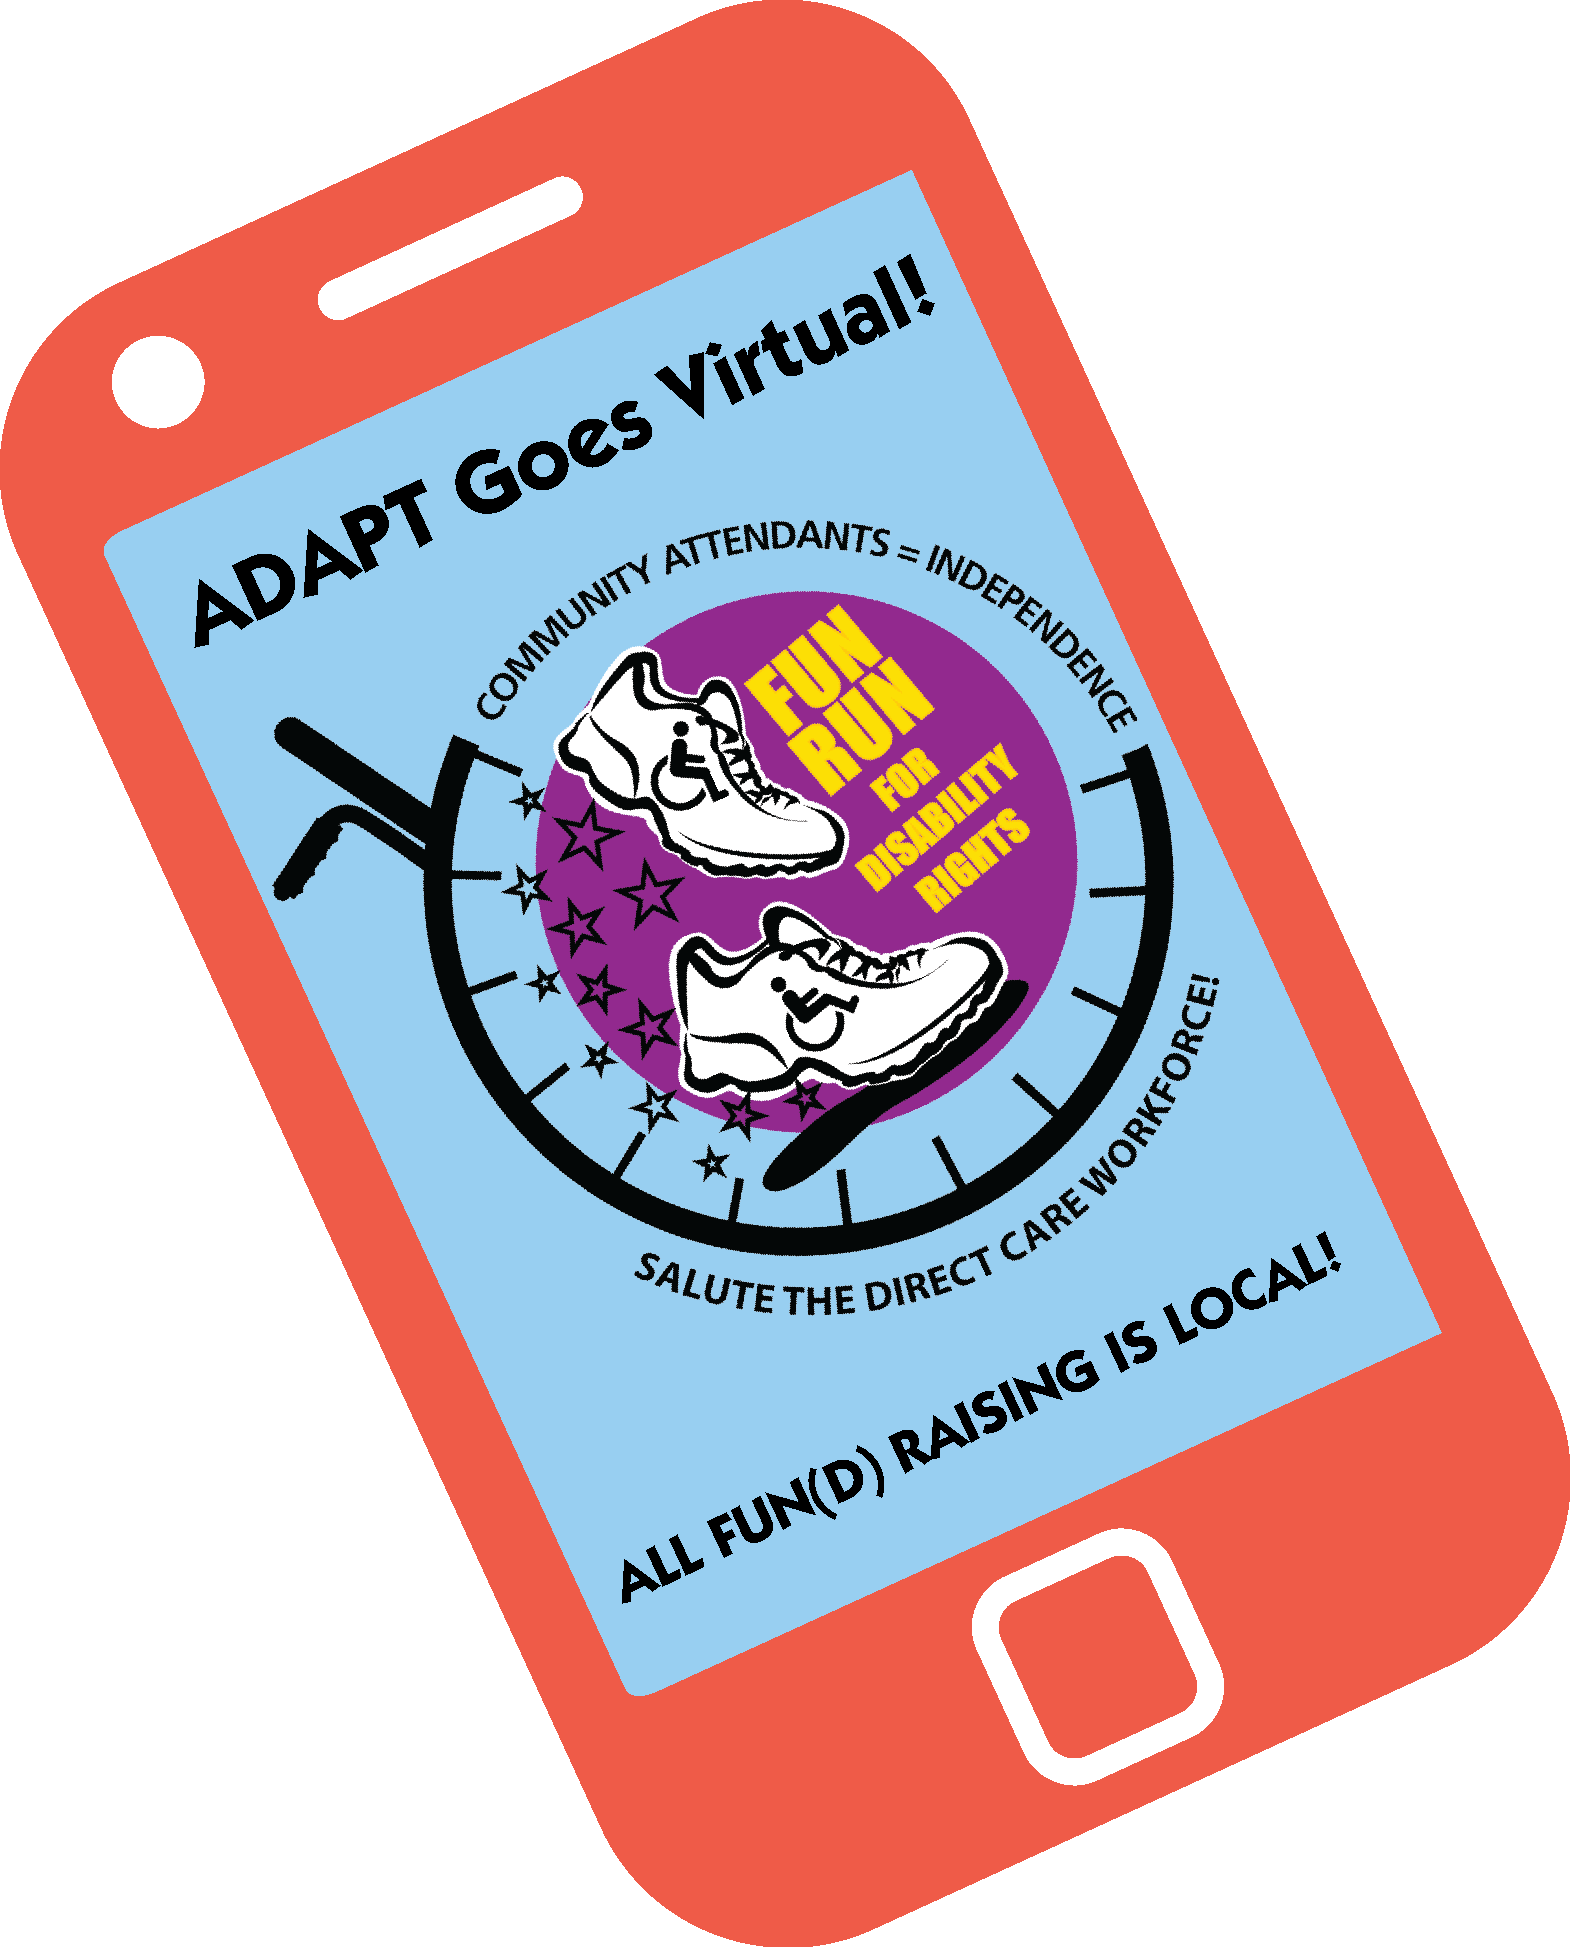 ADAPT Goes Virtual!
COMMUNITY ATTENDANTS = INDEPENDENCE
FUN
RUN
FOR
DISABILITY
RIGHTS
SALUTE THE DIRECT CARE WORKFORCE!
ALL FUN(D) RAISING IS LOCAL!